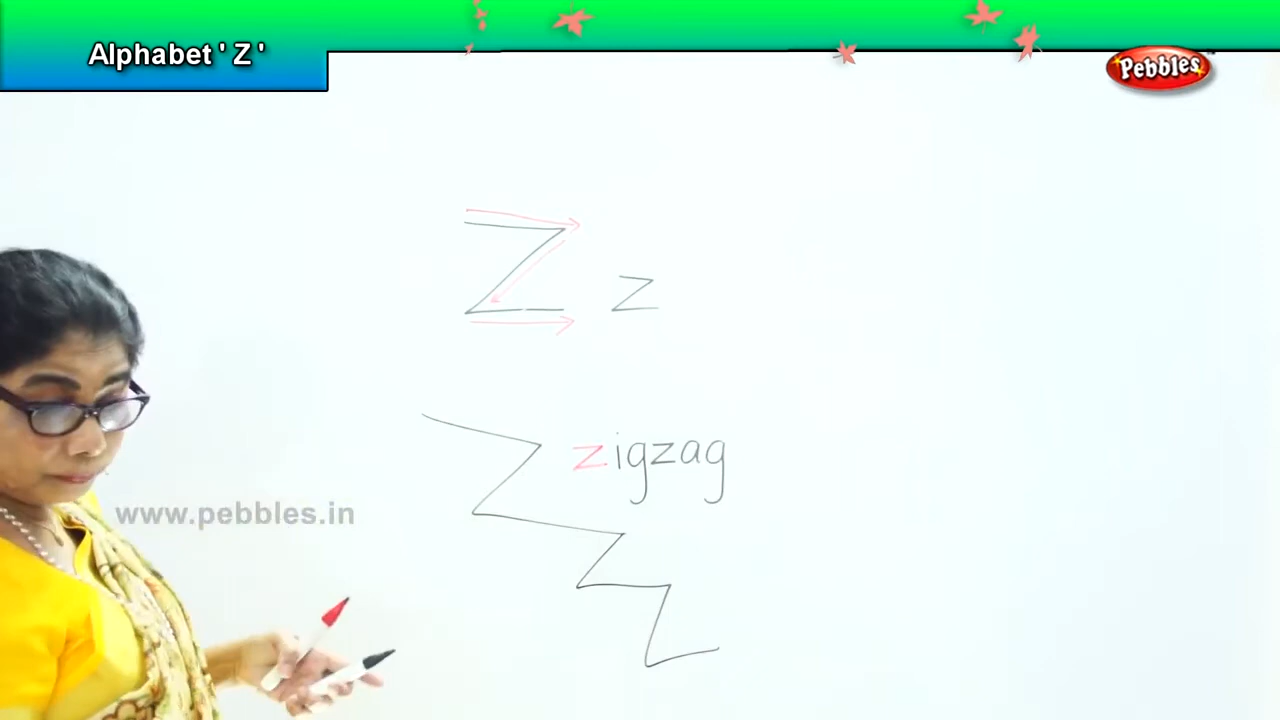 Alphabet ' Z '
Pebbles
Z z
zigzag
www.pebbles.in